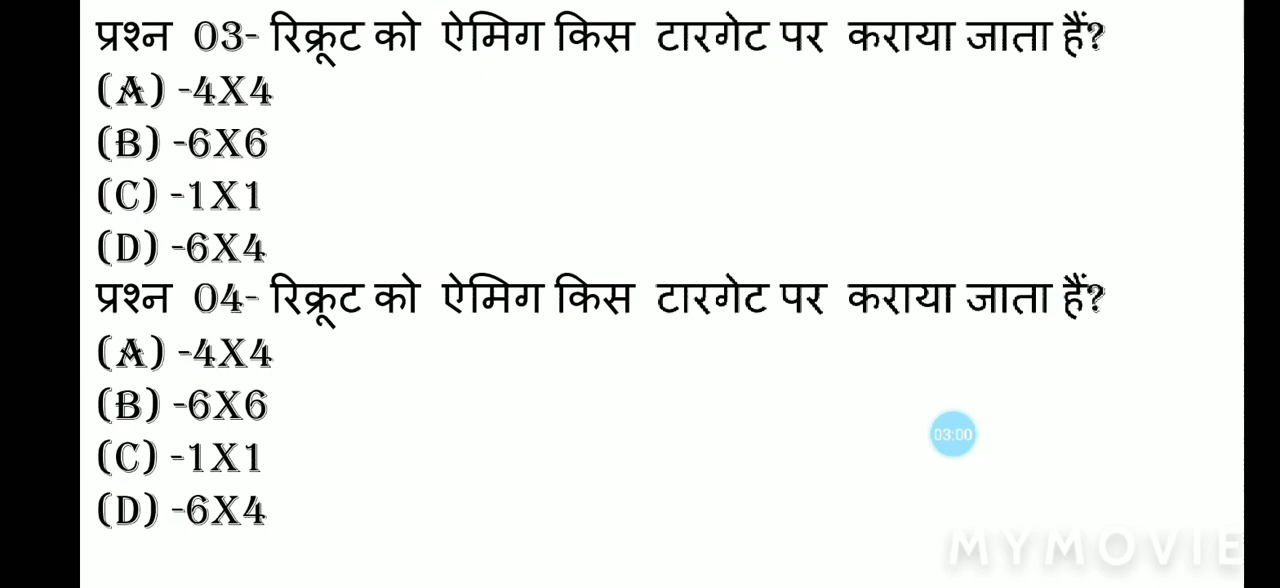 प्रश्न 03- रिक्रूट को ऐमिग किस टारगेट पर कराया जाता हैं?
(A) -4X4
(B) -6X6
(C) -1X1
(D) -6X4
प्रश्न 04- रिक्रूट को ऐमिग किस टारगेट पर कराया जाता हैं?
(A) -4X4
(B) -6X6
(C) -1X1
(D) -6X4
03:00
MYMOVIE